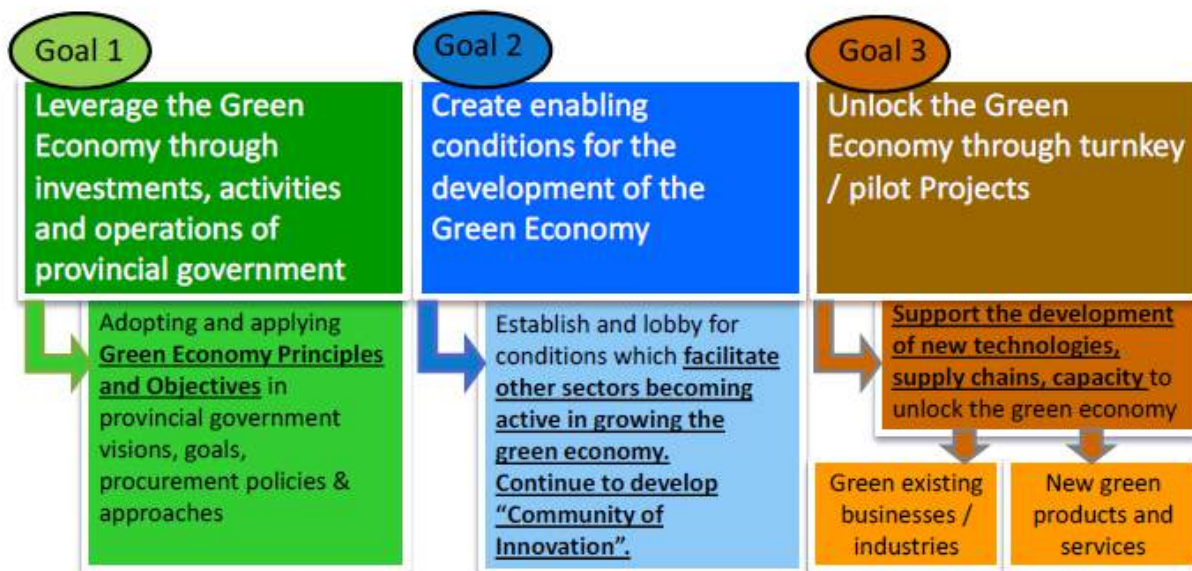 Goal 1
Leverage the Green
Economy through
investments, activities
and operations of
provincial government
Adopting and applying
Green Economy Principles
and Objectives in
provincial government
visions, goals,
procurement policies &
approaches
Goal 2
Create enabling
conditions for the
development of the
Green Economy
Establish and lobby for
conditions which facilitate
other sectors becoming
active in growing the
green economy.
Continue to develop
“Community of
Innovation”.
Goal 3
Unlock the Green
Economy through turnkey
/ pilot Projects
Support the development
of new technologies,
supply chains, capacity to
unlock the green economy
Green existing
businesses /
industries
New green
products and
services